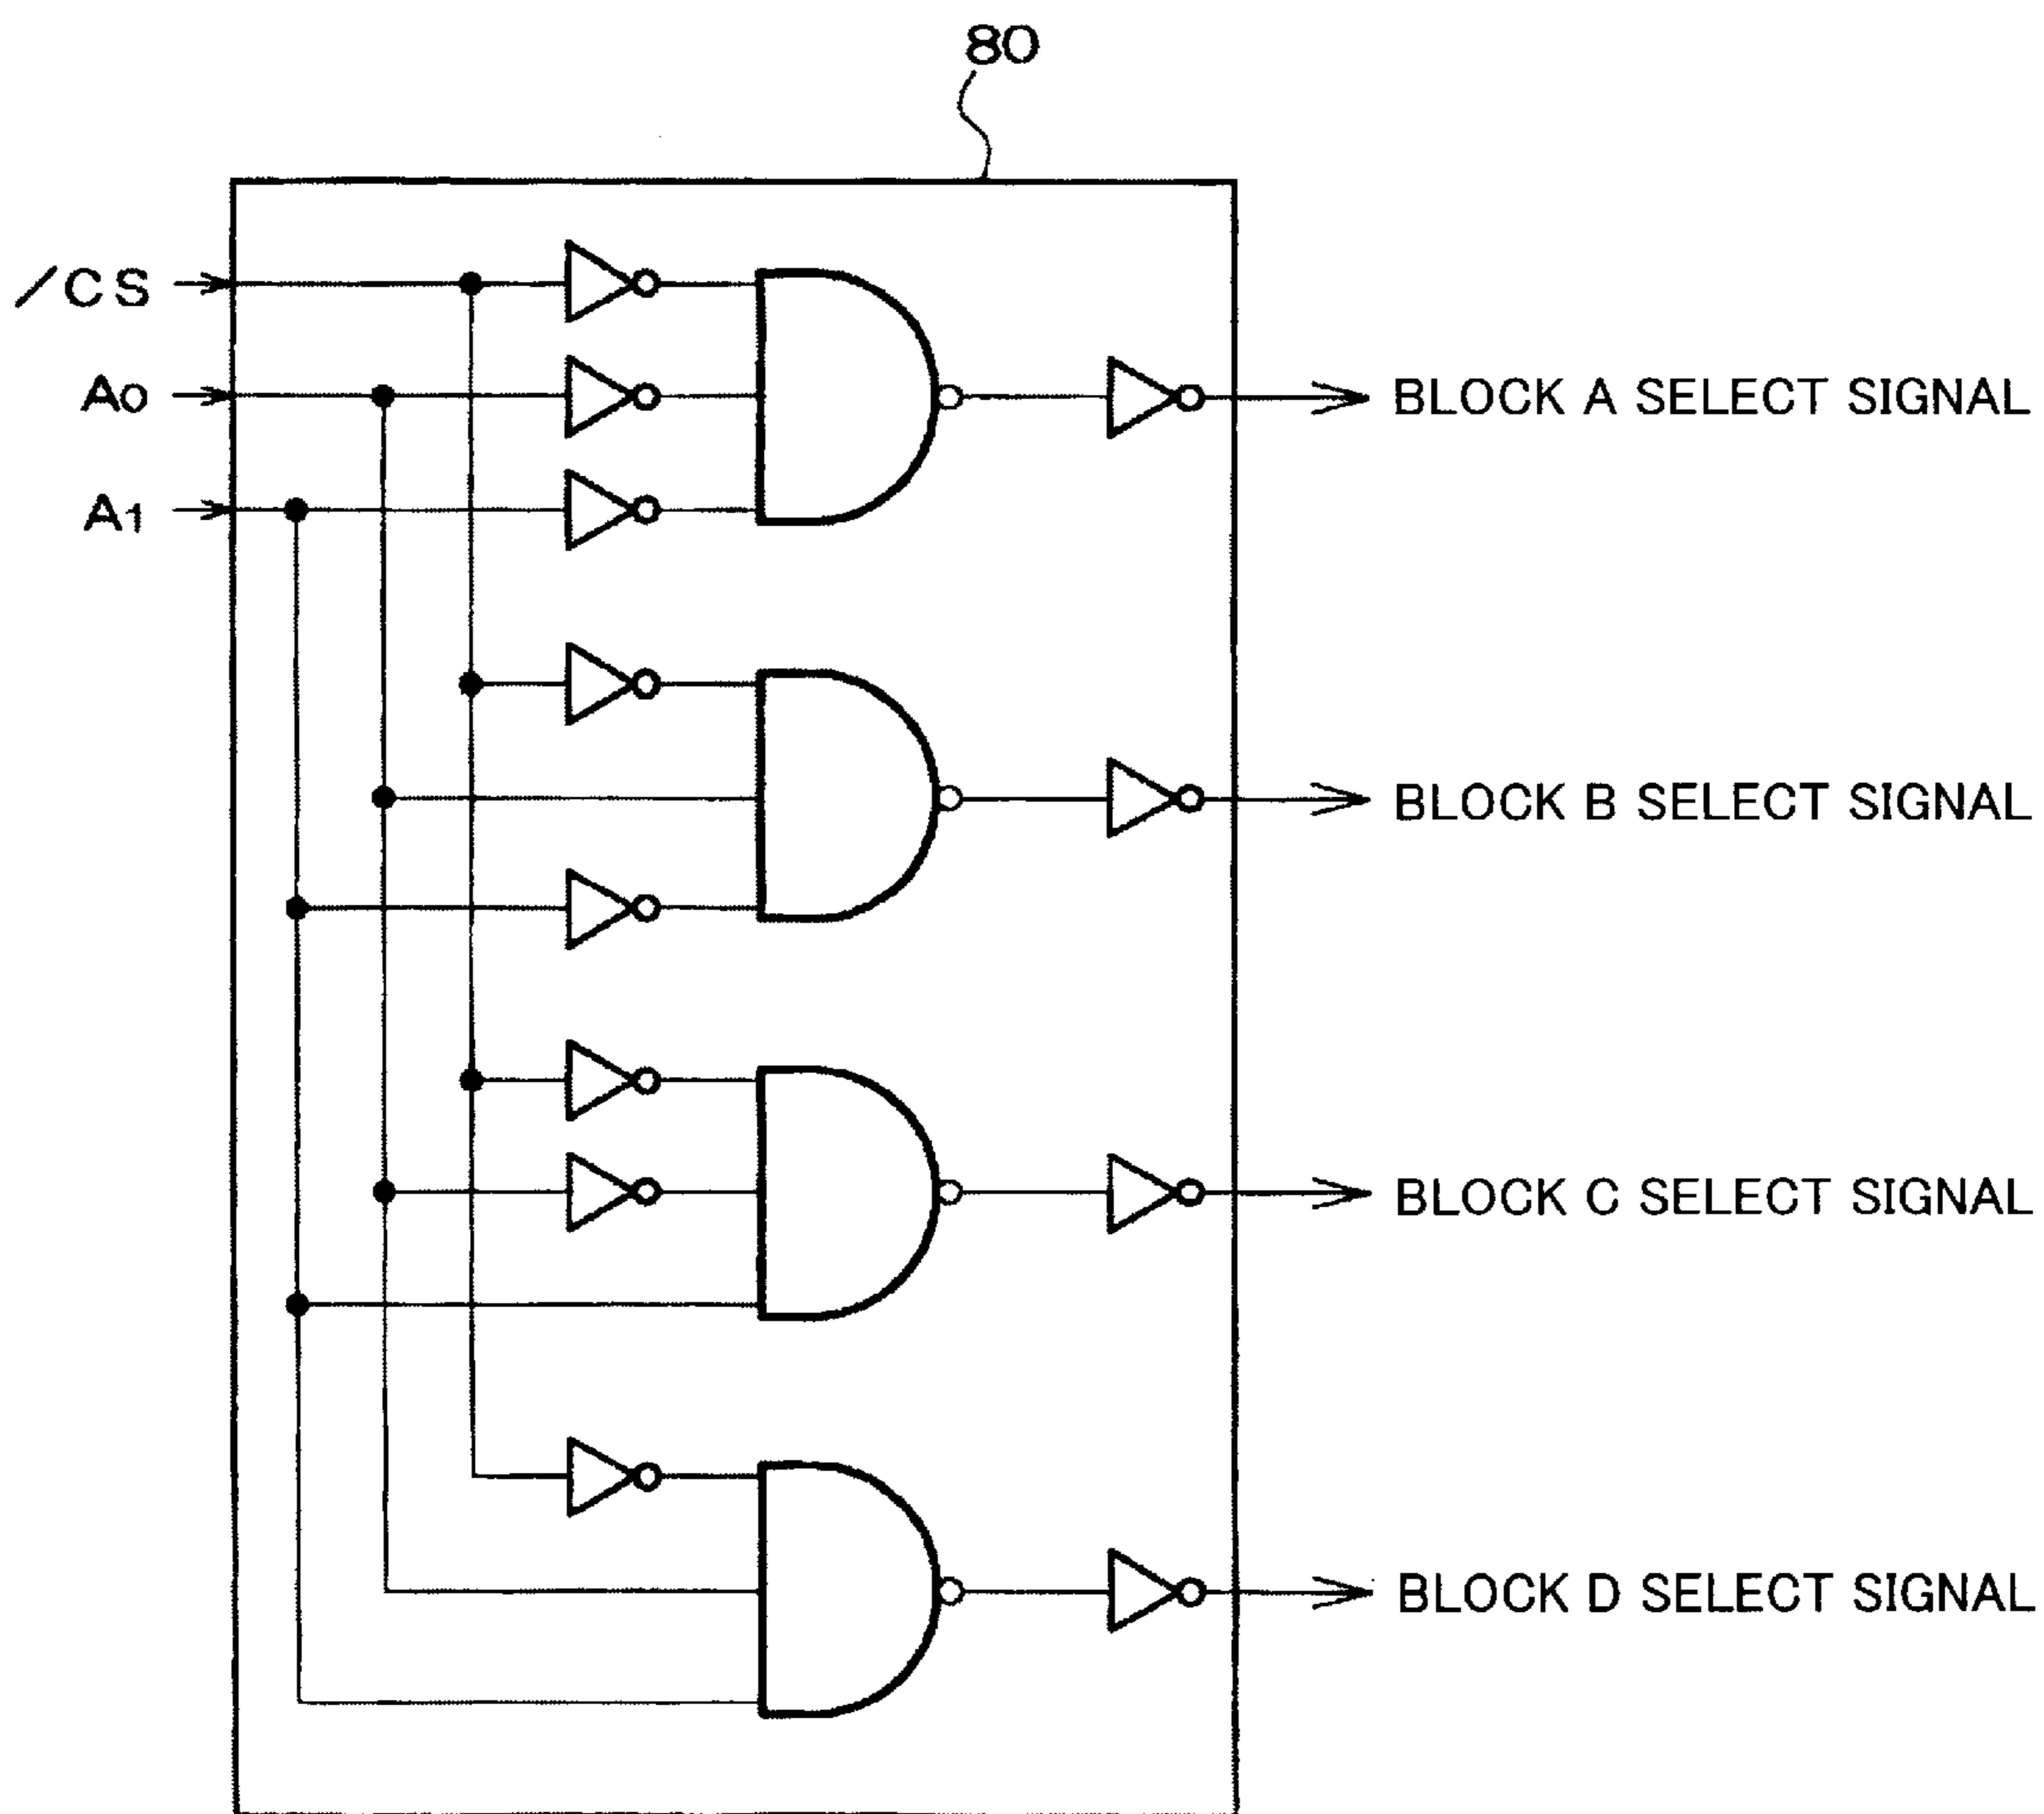 80
/CS
A0
A1
BLOCK A SELECT SIGNAL
BLOCK B SELECT SIGNAL
BLOCK C SELECT SIGNAL
BLOCK D SELECT SIGNAL